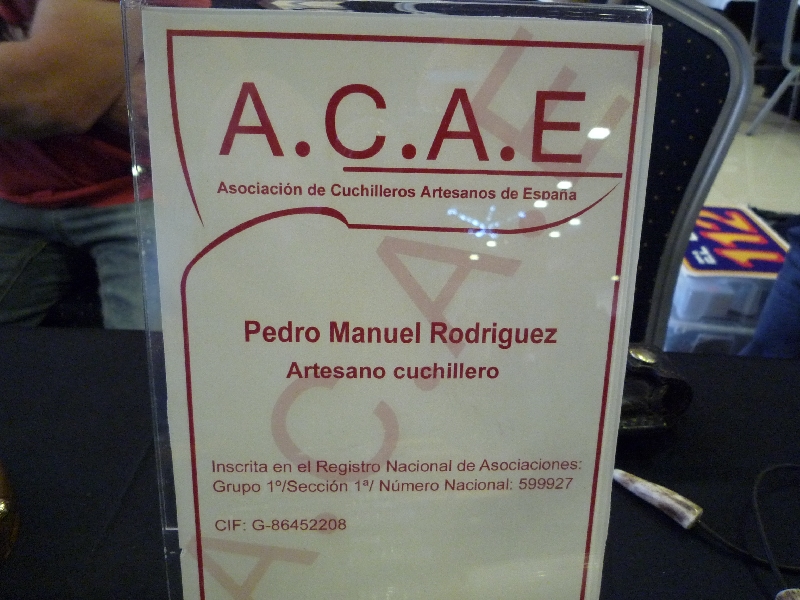 A.C.A.E
Asociación de Cuchilleros Artesanos de España
Pedro Manuel Rodriguez
Artesano cuchillero
Inscrita en el Registro Nacional de Asociaciones:
Grupo 1º/Sección 1ª/ Número Nacional: 599927
CIF: G-86452208
A.C.A.E
112